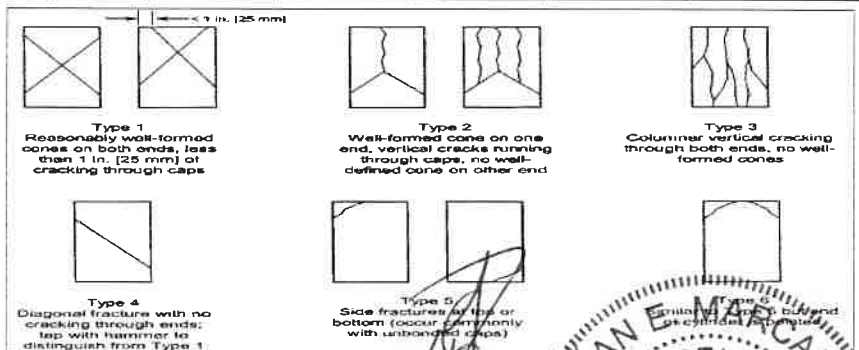 < 1 in. [25 mm]
Type 1
Reasonably well-formed
cones on both ends, less
than 1 in. [25 mm] of
cracking through caps
Type 2
Well-formed cone on one
end, vertical cracks running
through caps, no well-
defined cone on other end
Type 3
Columnar vertical cracking
through both ends, no well-
formed cones
Type 4
Diagonal fracture with no
cracking through ends;
tap with hammer to
distinguish from Type 1
Type 5
Side fractures at top or
bottom (occur commonly
with unbonded caps)
Type 6
Similar to Type 5 but end
of cylinder is pointed
AN E. MARCA